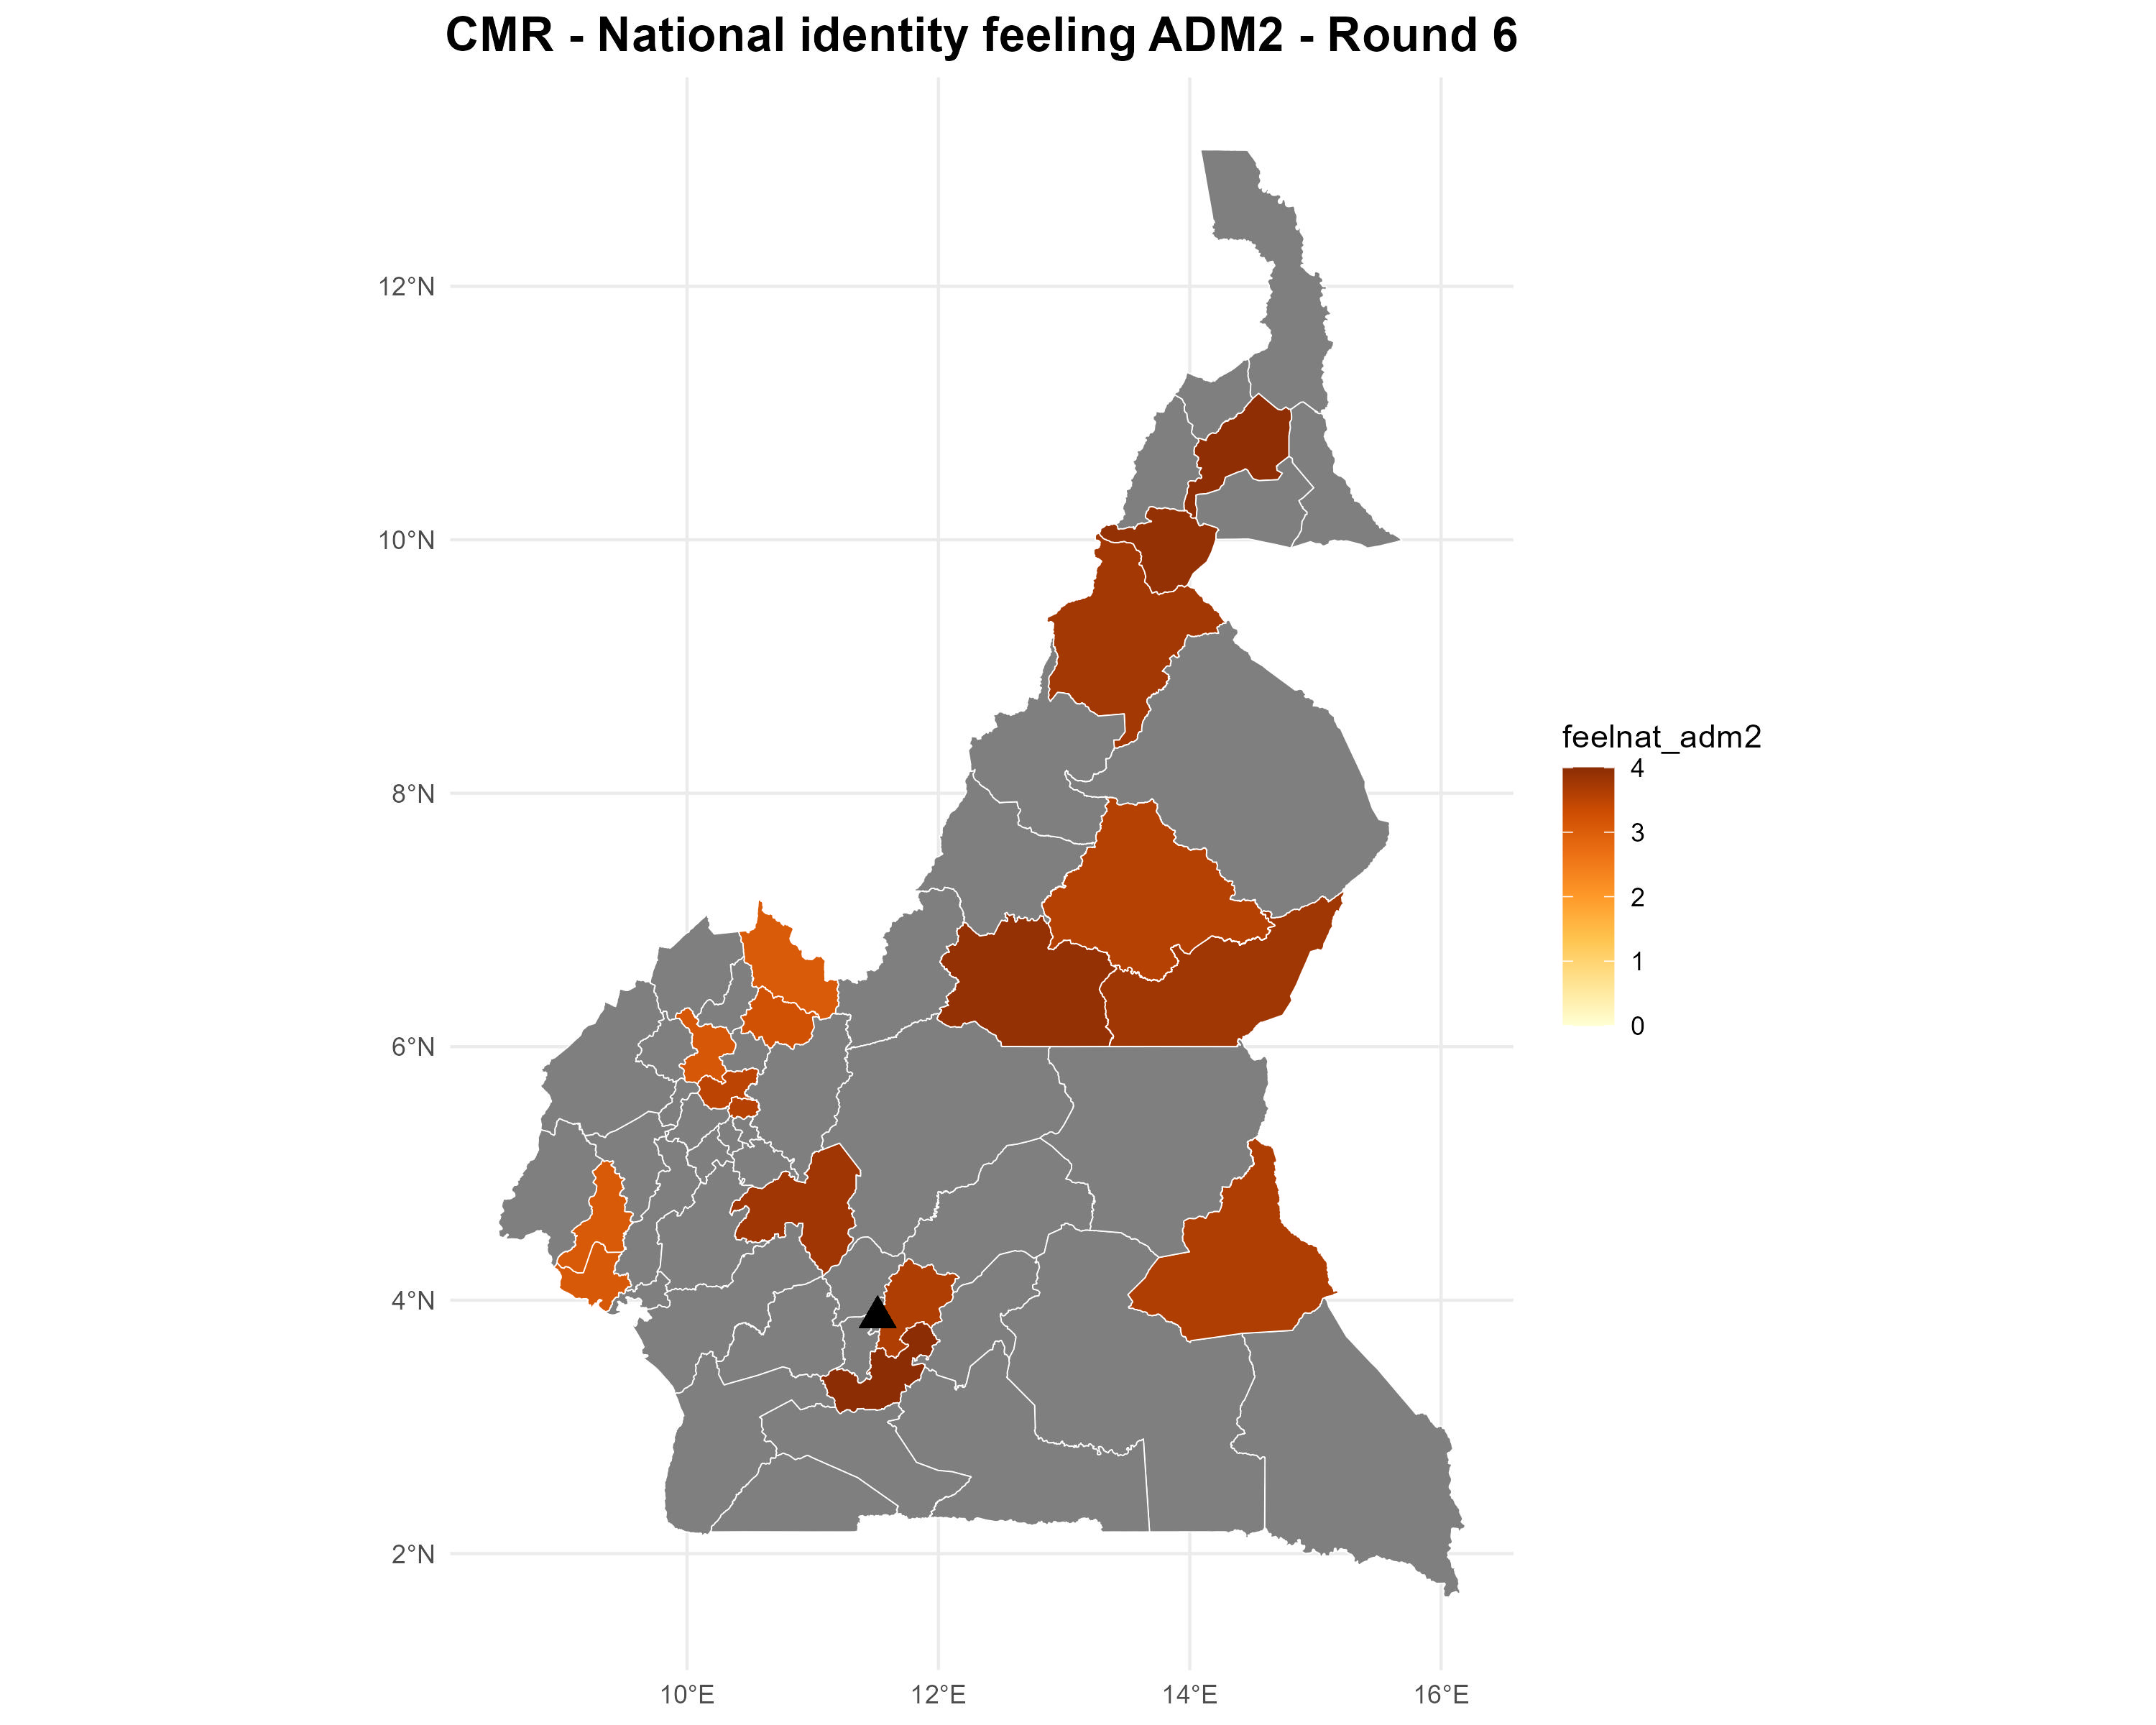 CMR - National identity feeling ADM2 - Round 6
12°N
10°N
8°N
6°N
4°N
2°N
10°E
12°E
14°E
16°E
feelnat_adm2
4
3
2
1
0